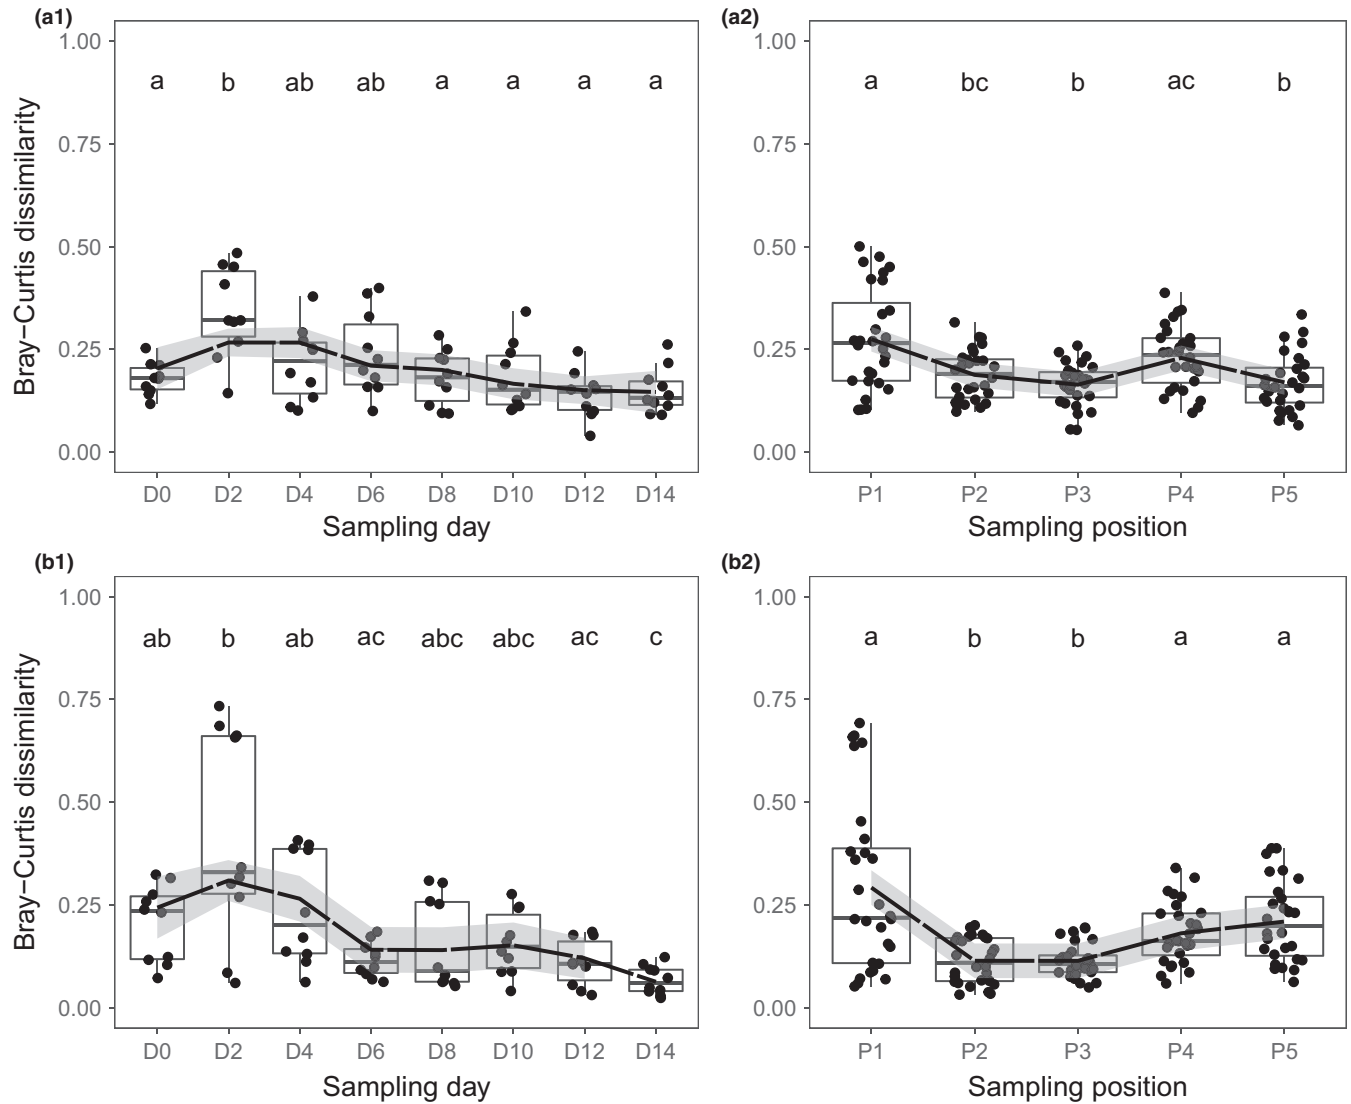 (a1)
(a2)
1.00
a b ab ab a a a a
0.75
0.50
0.25
0.00
Bray−Curtis dissimilarity
D0 D2 D4 D6 D8 D10 D12 D14
Sampling day
1.00
a bc b ac b
0.75
0.50
0.25
0.00
P1 P2 P3 P4 P5
Sampling position
(b1)
(b2)
1.00
ab b ab ac abc abc ac c
0.75
0.50
0.25
0.00
Bray−Curtis dissimilarity
D0 D2 D4 D6 D8 D10 D12 D14
Sampling day
1.00
a b b a a
0.75
0.50
0.25
0.00
P1 P2 P3 P4 P5
Sampling position